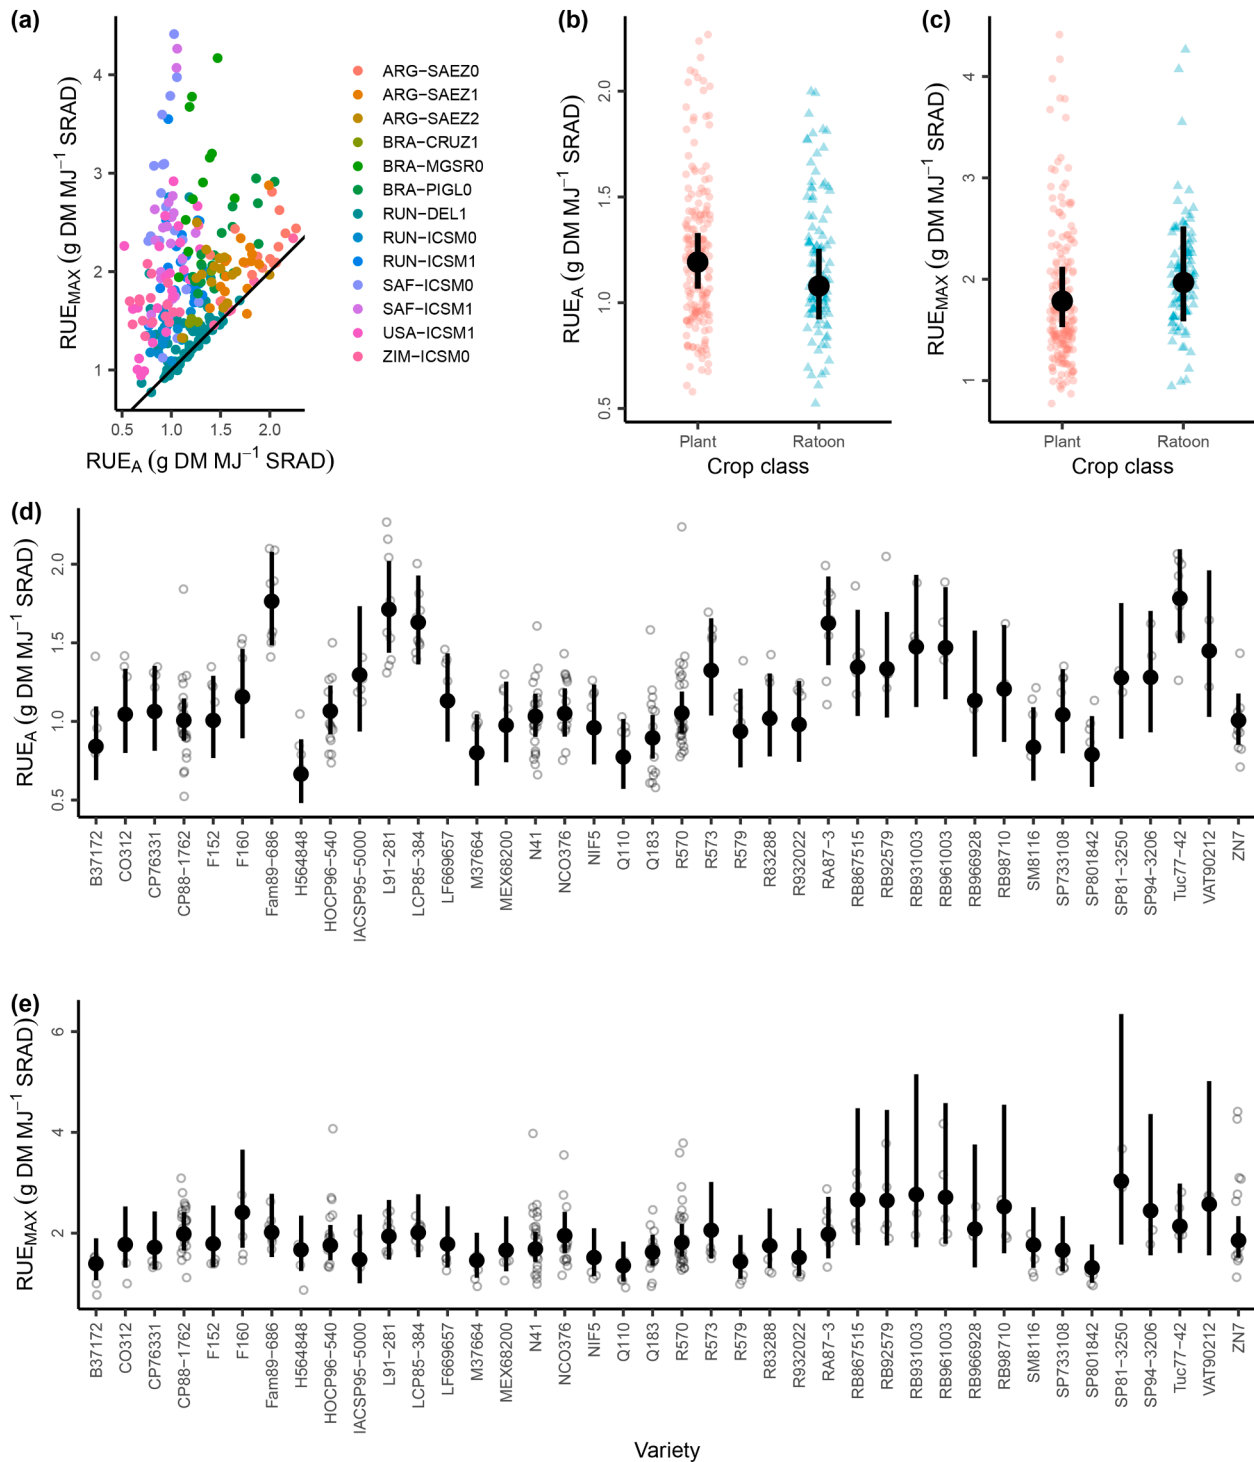 (a)
RUEMAX (g DM MJ−1 SRAD)
4
3
2
1
0.5 1.0 1.5 2.0
RUEA (g DM MJ−1 SRAD)
ARG−SAEZ0
ARG−SAEZ1
ARG−SAEZ2
BRA−CRUZ1
BRA−MGSR0
BRA−PIGL0
RUN−DEL1
RUN−ICSM0
RUN−ICSM1
SAF−ICSM0
SAF−ICSM1
USA−ICSM1
ZIM−ICSM0
(b)
RUEA (g DM MJ−1 SRAD)
2.0
1.5
1.0
0.5
Plant Ratoon
Crop class
(c)
RUEMAX (g DM MJ−1 SRAD)
4
3
2
1
Plant Ratoon
Crop class
(d)
RUEA (g DM MJ−1 SRAD)
2.0
1.5
1.0
0.5
B37172
CO312
CP76331
CP88−1762
F152
F160
Fam89−686
H564848
HOCP96−540
IACSP95−5000
L91−281
LCP85−384
LF669657
M37664
MEX68200
N41
NCO376
NIF5
Q110
Q183
R570
R573
R579
R83288
R932022
RA87−3
RB867515
RB92579
RB931003
RB961003
RB966928
RB98710
SM8116
SP733108
SP801842
SP81−3250
SP94−3206
Tuc77−42
VAT90212
ZN7
(e)
RUEMAX (g DM MJ−1 SRAD)
6
4
2
B37172
CO312
CP76331
CP88−1762
F152
F160
Fam89−686
H564848
HOCP96−540
IACSP95−5000
L91−281
LCP85−384
LF669657
M37664
MEX68200
N41
NCO376
NIF5
Q110
Q183
R570
R573
R579
R83288
R932022
RA87−3
RB867515
RB92579
RB931003
RB961003
RB966928
RB98710
SM8116
SP733108
SP801842
SP81−3250
SP94−3206
Tuc77−42
VAT90212
ZN7
Variety